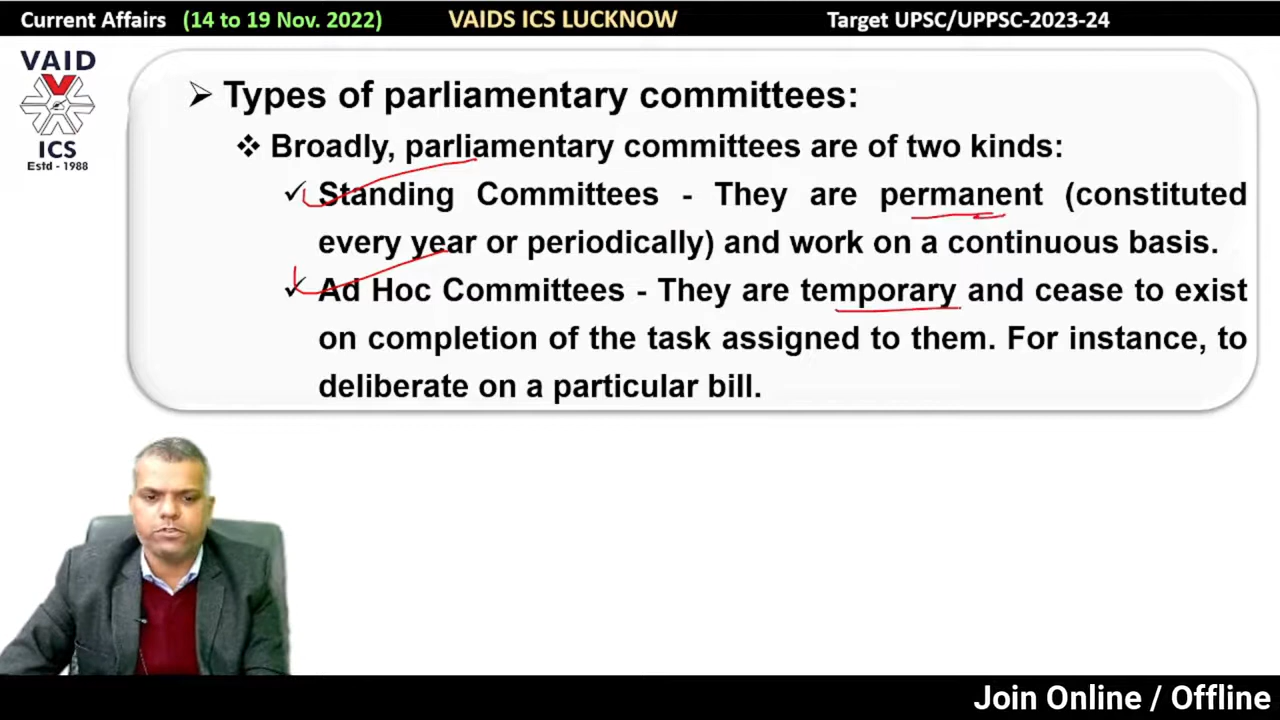 Current Affairs (14 to 19 Nov. 2022) VAIDS ICS LUCKNOW Target UPSC/UPPSC-2023-24
VAID
ICS
Estd - 1988
Types of parliamentary committees:
Broadly, parliamentary committees are of two kinds:
Standing Committees - They are permanent (constituted
every year or periodically) and work on a continuous basis.
Ad Hoc Committees - They are temporary and cease to exist
on completion of the task assigned to them. For instance, to
deliberate on a particular bill.
Join Online / Offline